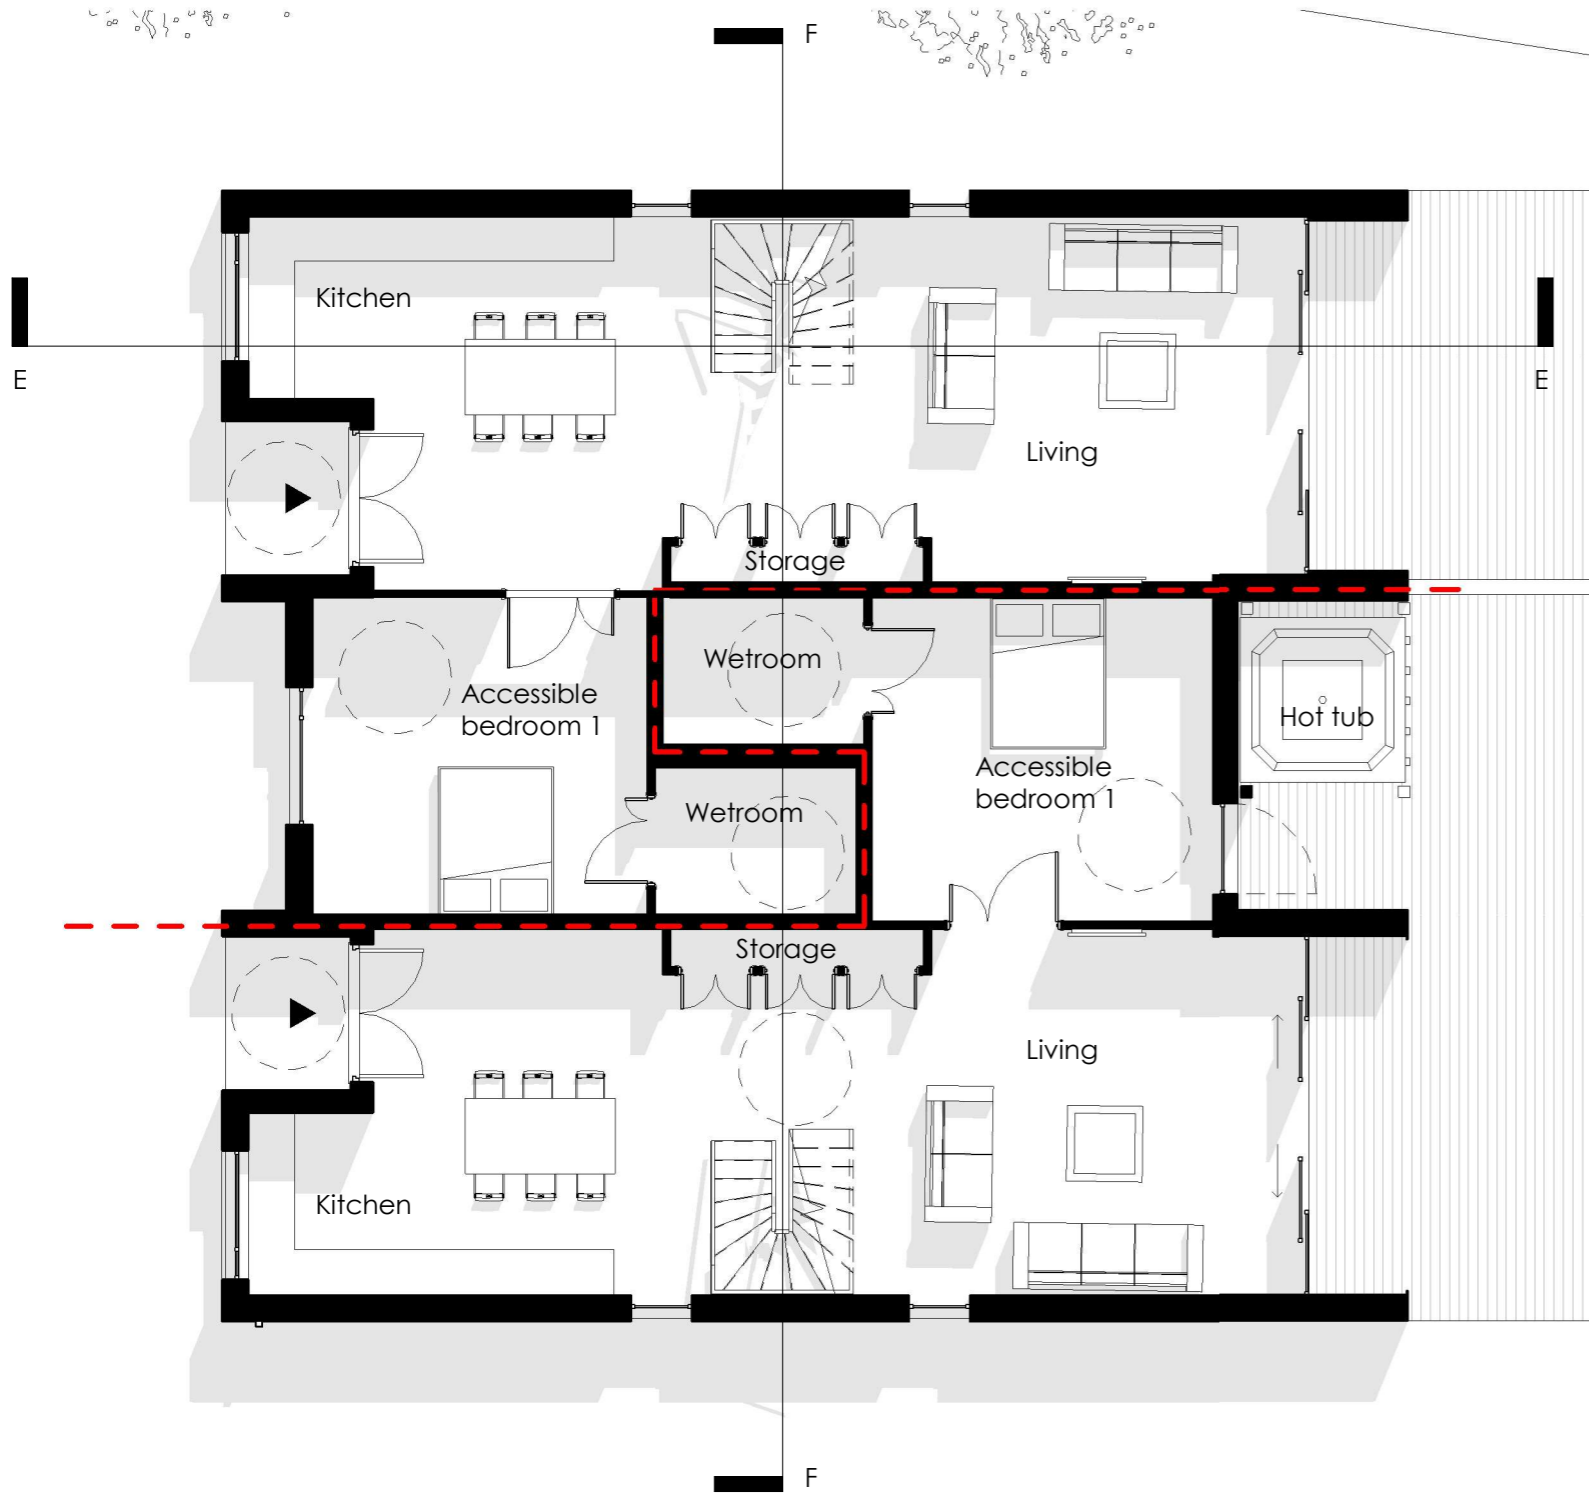 F
Kitchen
E
E
Living
Storage
Wetroom
Accessible
bedroom 1
Hot tub
Accessible
bedroom 1
Wetroom
Storage
Living
Kitchen
F